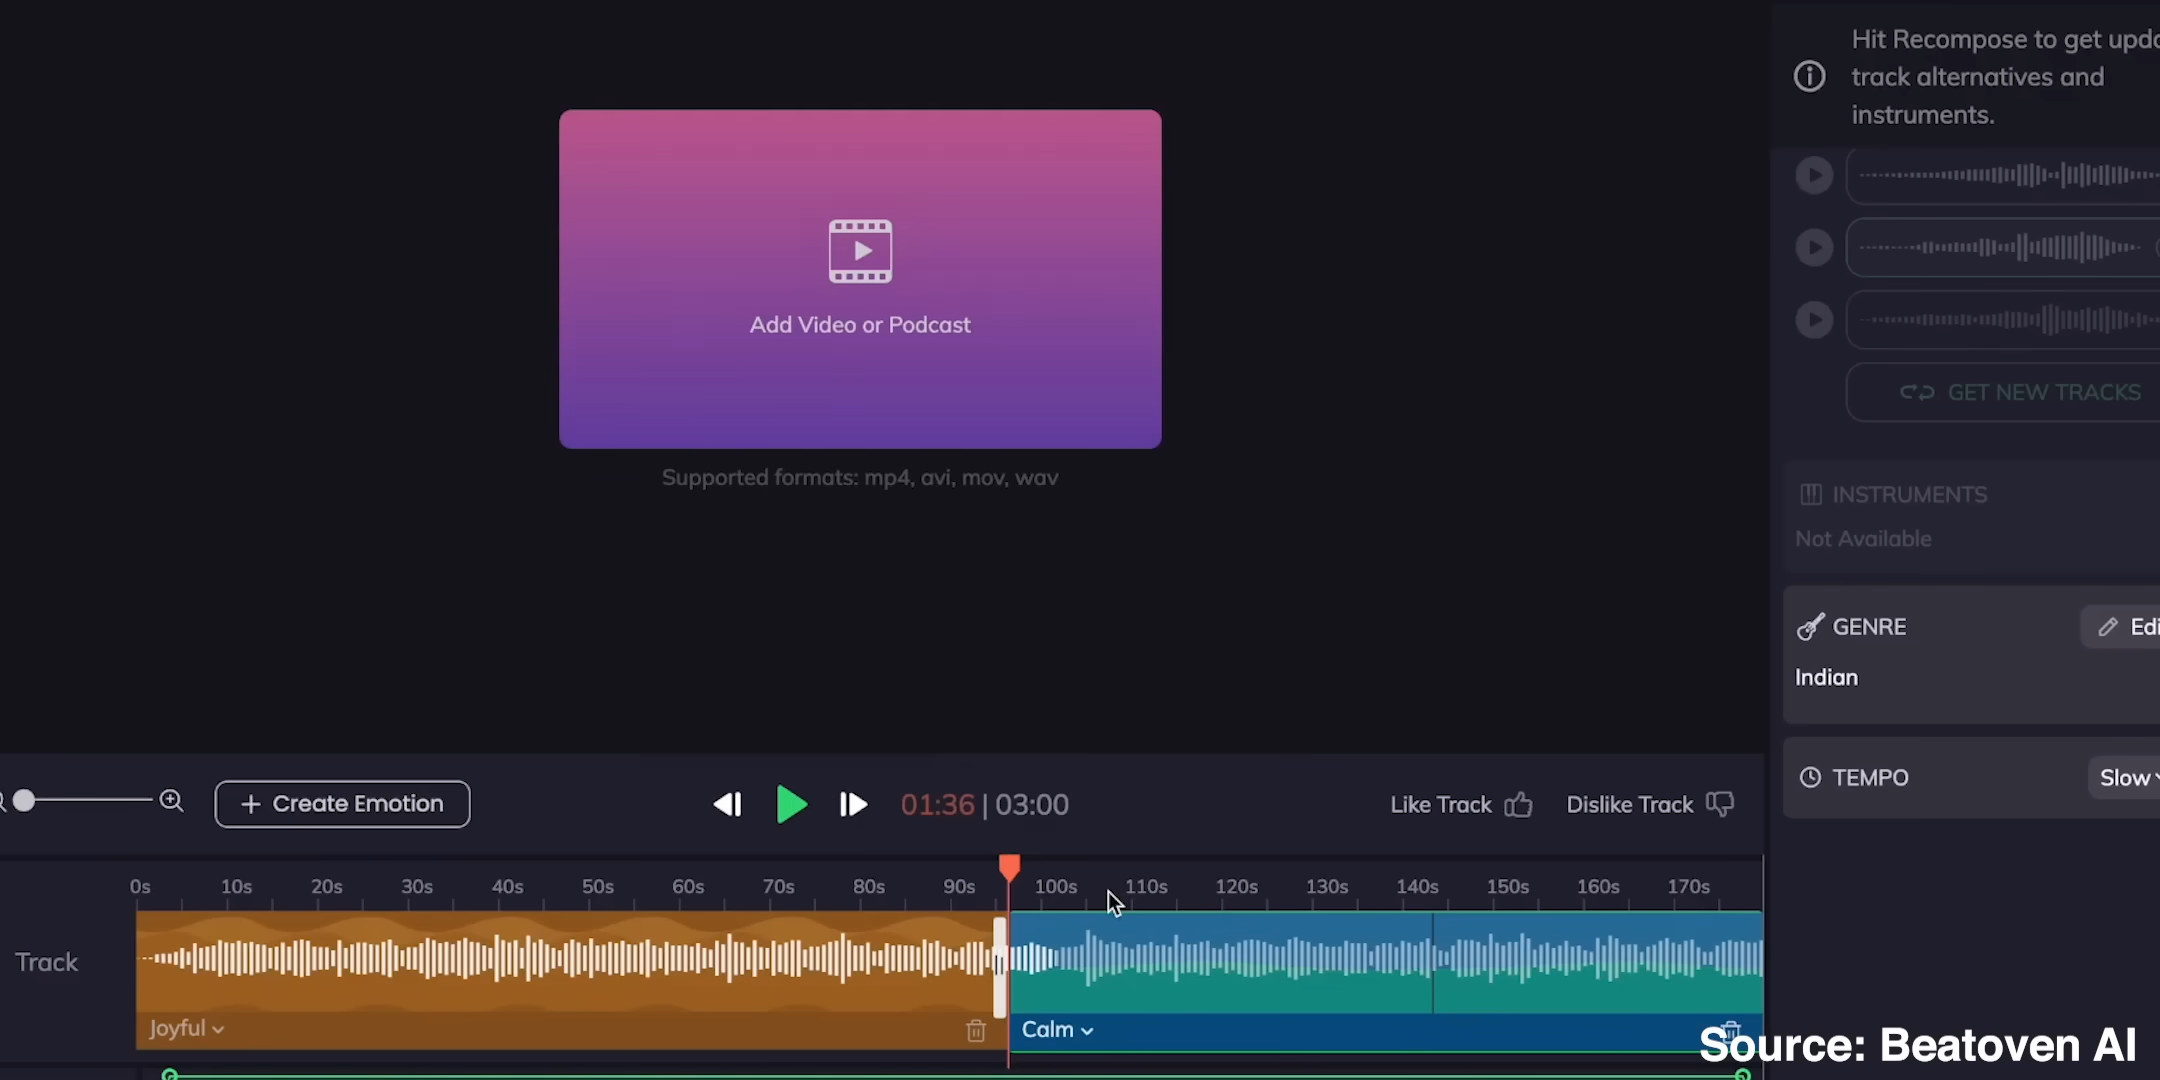 Hit Recompose to get
track alternatives and
instruments.
Add Video or Podcast
GET NEW TRACKS
Supported formats: mp4, avi, mov, wav
INSTRUMENTS
Not Available
GENRE
Indian
TEMPO
Slow
+ Create Emotion
01:36 | 03:00
Like Track
Dislike Track
0s 10s 20s 30s 40s 50s 60s 70s 80s 90s 100s 110s 120s 130s 140s 150s 160s 170s
Track
Joyful
Calm
Source: Beatoven AI